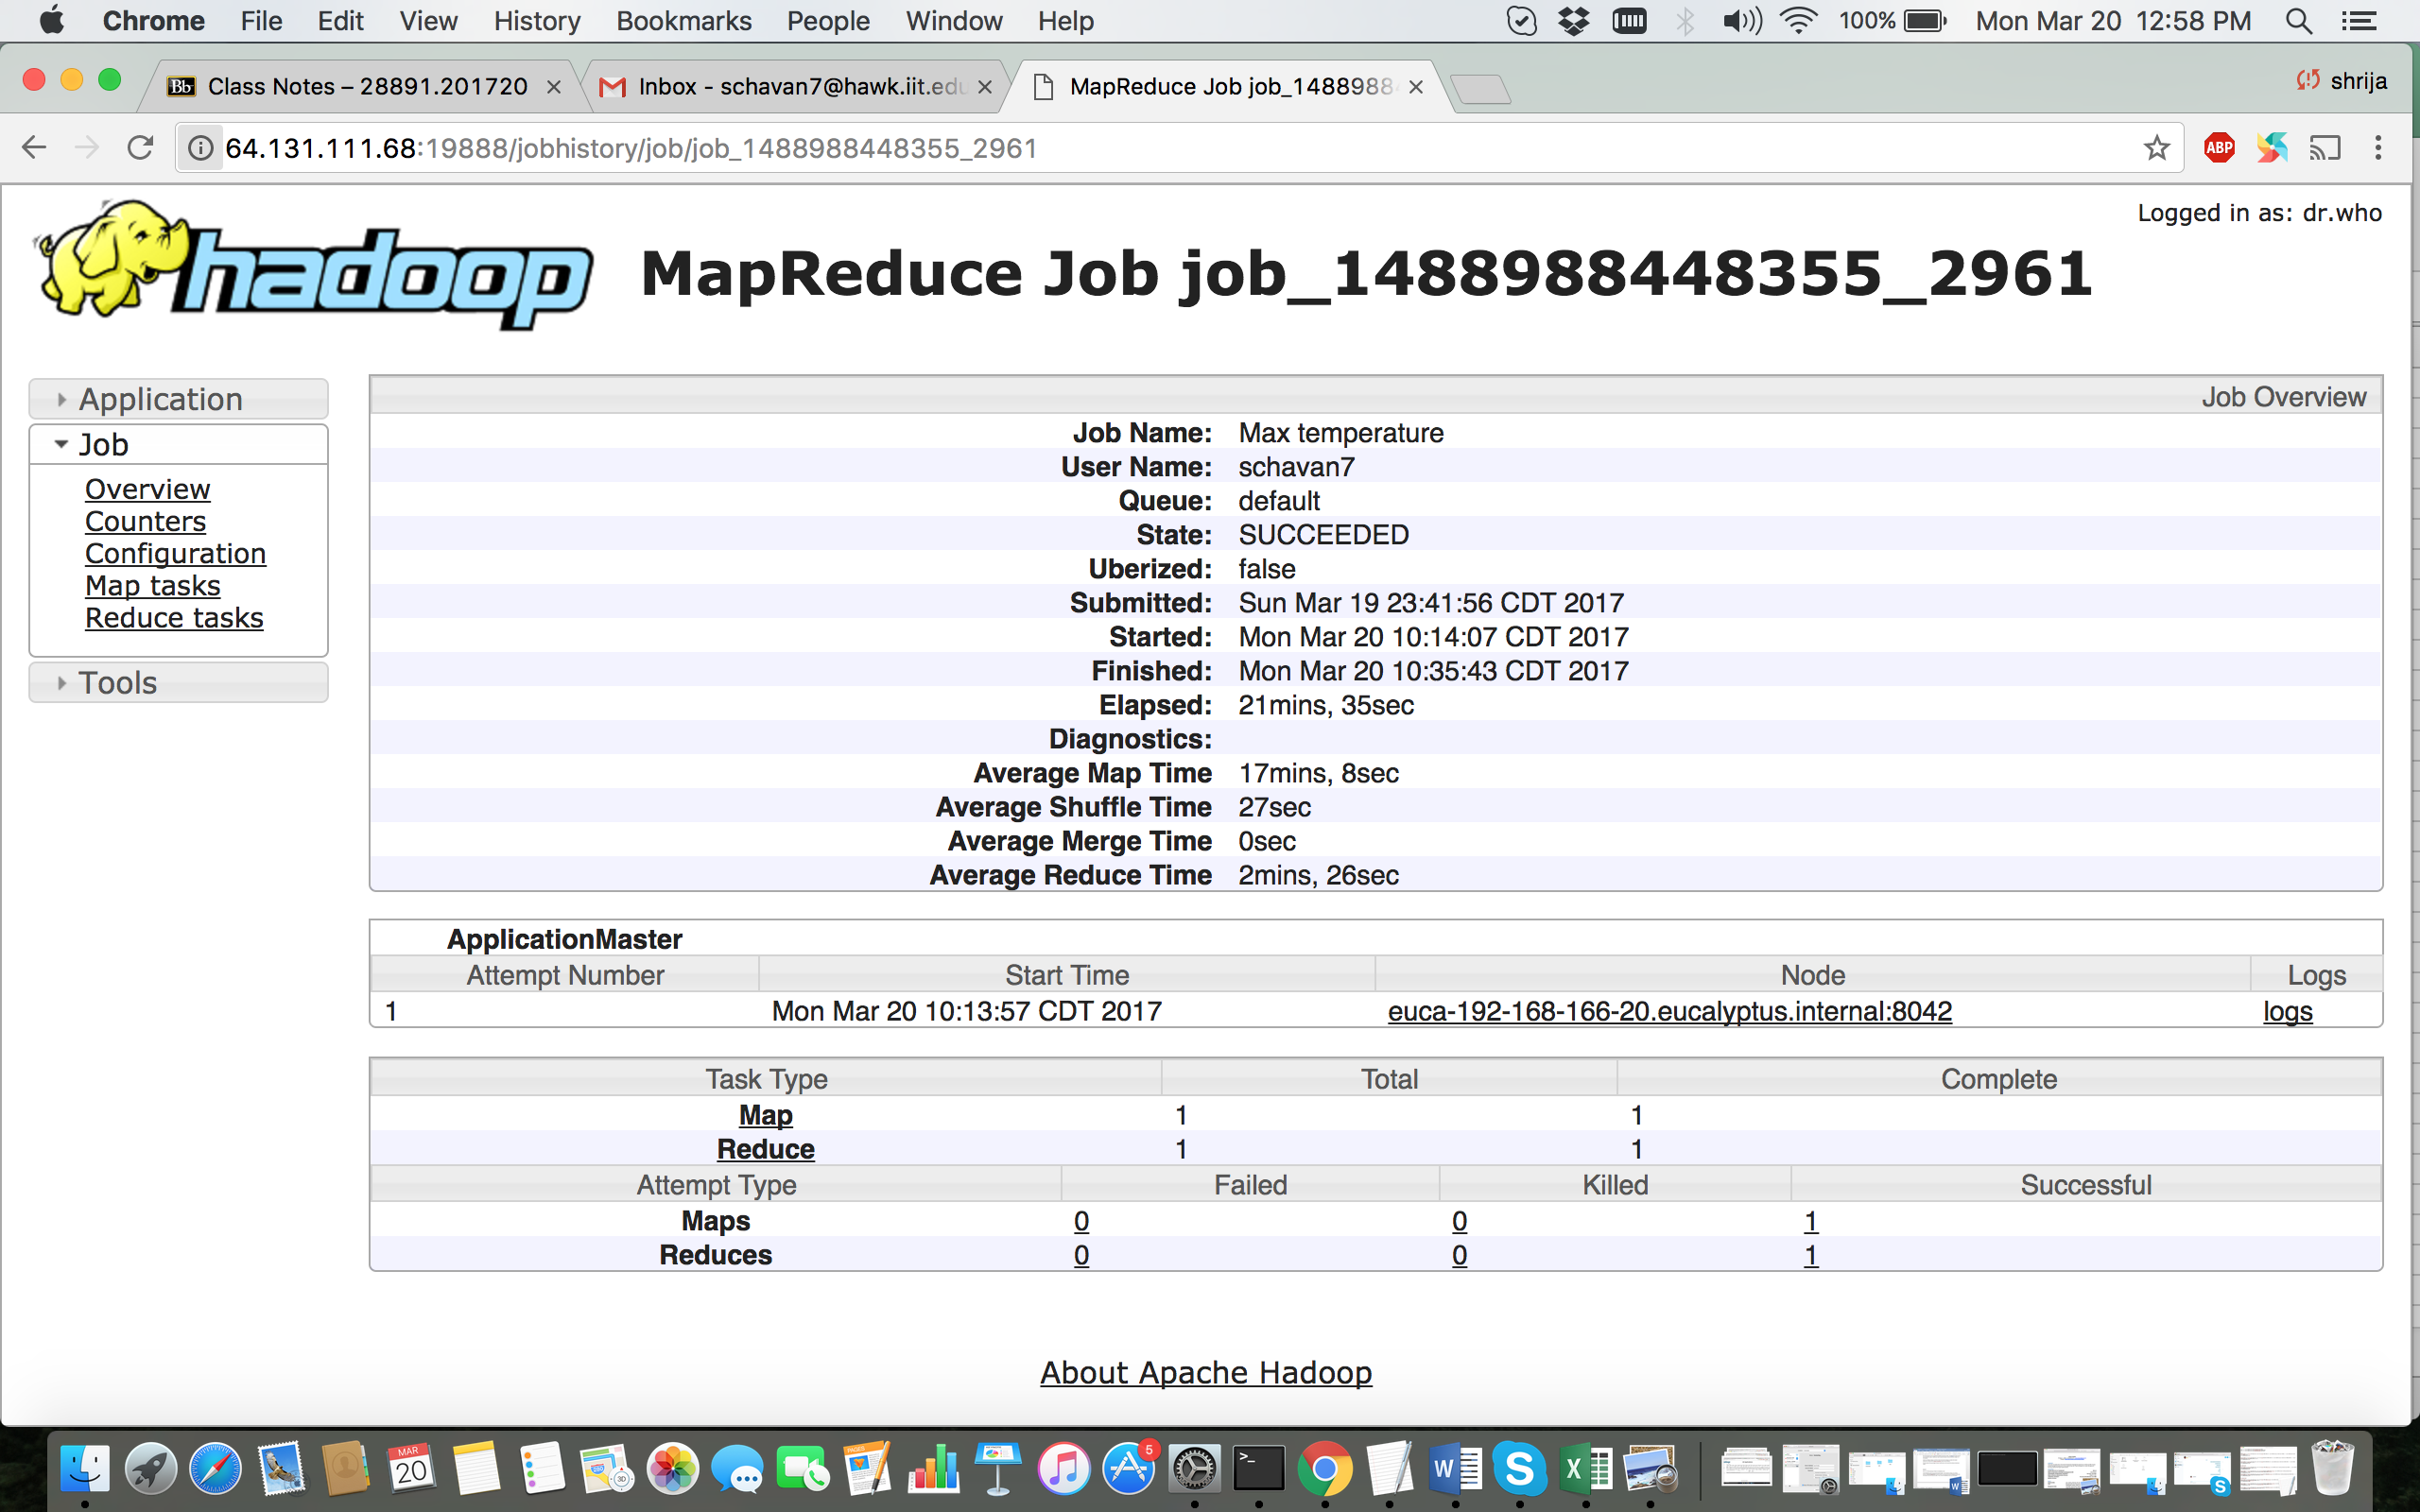 Chrome File Edit View History Bookmarks People Window Help 100% Mon Mar 20 12:58 PM
Bb Class Notes – 28891.201720 Inbox - schavan7@hawk.iit.edu MapReduce Job job_1488988 shrija
64.131.111.68:19888/jobhistory/job/job_1488988448355_2961 ABP
Logged in as: dr.who
hadoop MapReduce Job job_1488988448355_2961
Application
Job
Overview
Counters
Configuration
Map tasks
Reduce tasks
Tools
Job Overview
Job Name: Max temperature
User Name: schavan7
Queue: default
State: SUCCEEDED
Uberized: false
Submitted: Sun Mar 19 23:41:56 CDT 2017
Started: Mon Mar 20 10:14:07 CDT 2017
Finished: Mon Mar 20 10:35:43 CDT 2017
Elapsed: 21mins, 35sec
Diagnostics:
Average Map Time 17mins, 8sec
Average Shuffle Time 27sec
Average Merge Time 0sec
Average Reduce Time 2mins, 26sec
ApplicationMaster
Attempt Number Start Time Node Logs
1 Mon Mar 20 10:13:57 CDT 2017 euca-192-168-166-20.eucalyptus.internal:8042 logs
Task Type Total Complete
Map 1 1
Reduce 1 1
Attempt Type Failed Killed Successful
Maps 0 0 1
Reduces 0 0 1
About Apache Hadoop
MAR
20
3D
PAGES
5
>_
W
S
X
W
S